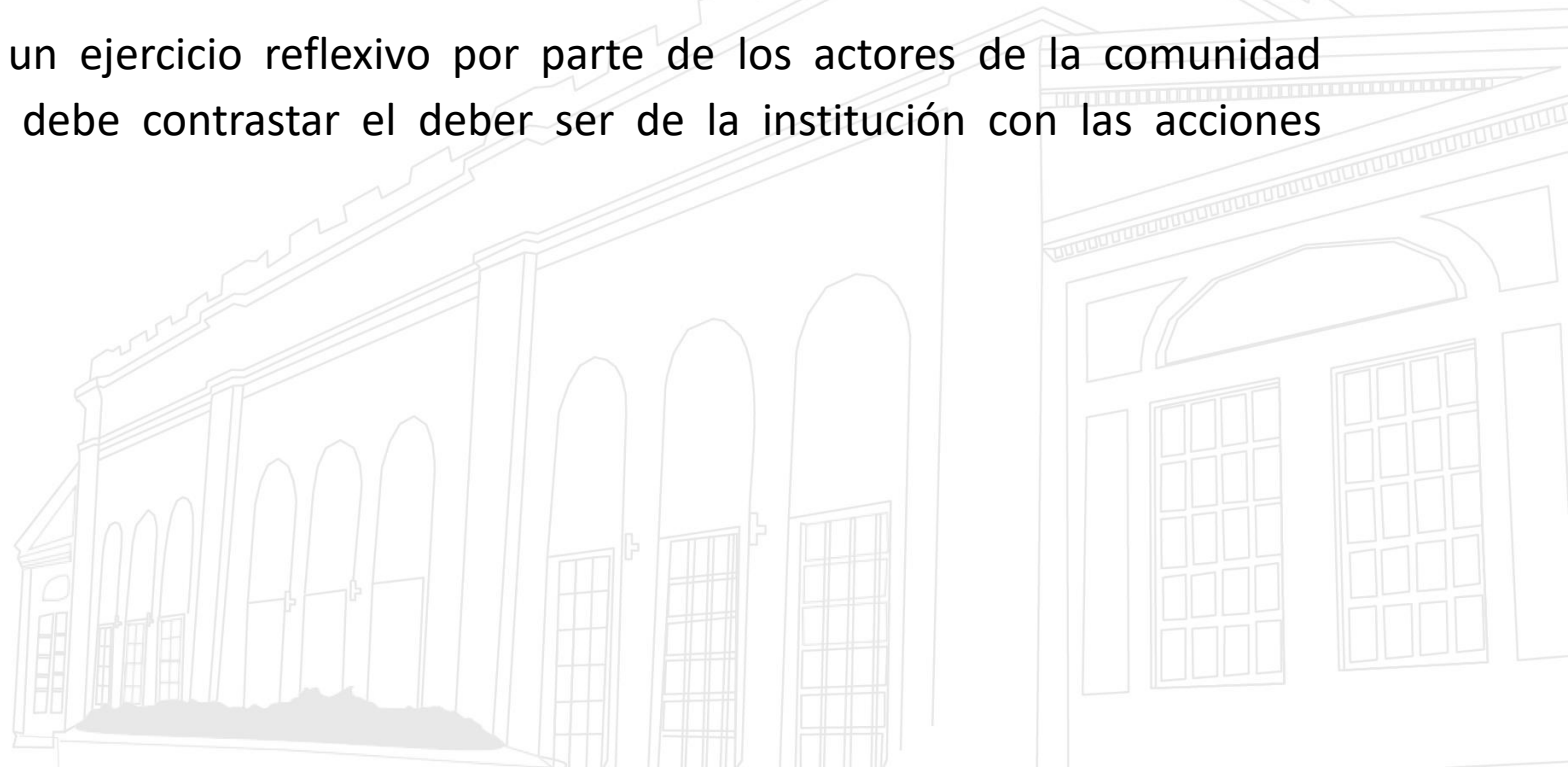 un ejercicio reflexivo por parte de los actores de la comunidad
debe contrastar el deber ser de la institución con las acciones